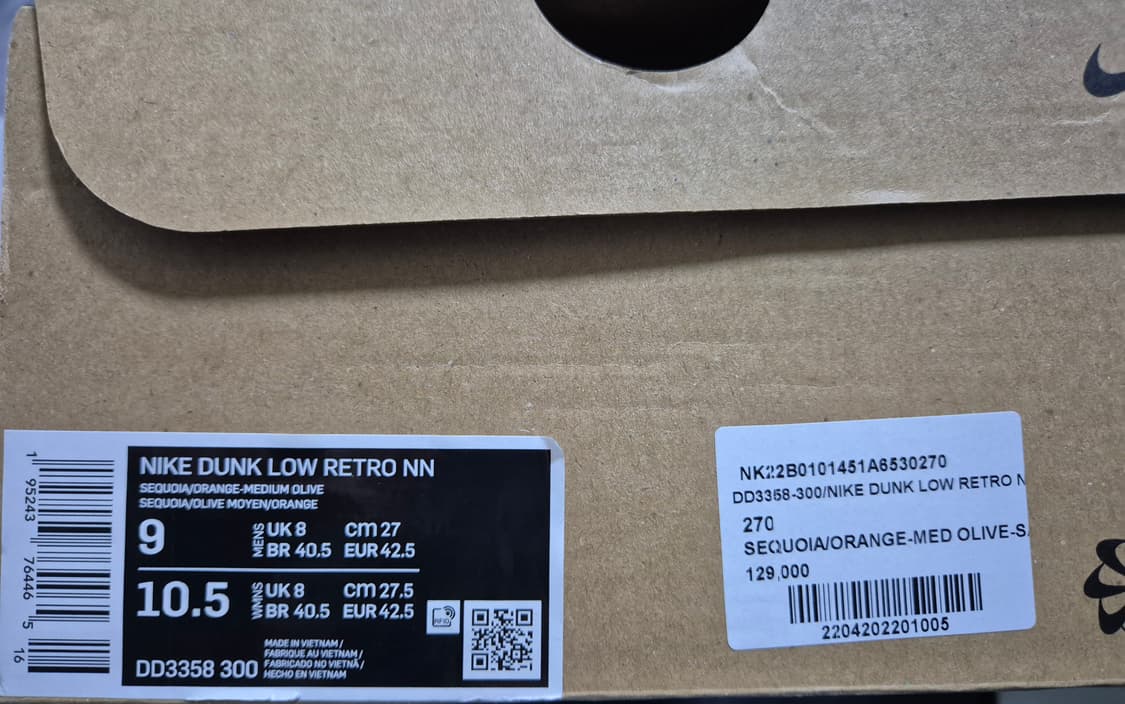 NIKE DUNK LOW RETRO NN
SEQUOIA/ORANGE-MEDIUM OLIVE
SEQUOIA/OLIVE MOYEN/ORANGE
9 MENS UK 8 cm 27
BR 40.5 EUR 42.5
10.5 WMNS UK 8 cm 27.5
BR 40.5 EUR 42.5
RFID
MADE IN VIETNAM /
FABRIQUE AU VIETNAM /
FABRICADO NO VIETNÃ /
HECHO EN VIETNAM
DD3358 300
1 95243 76446 5 16
NK22B0101451A6530270
DD3358-300/NIKE DUNK LOW RETRO N
270
SEQUOIA/ORANGE-MED OLIVE-SA
129,000
2204202201005